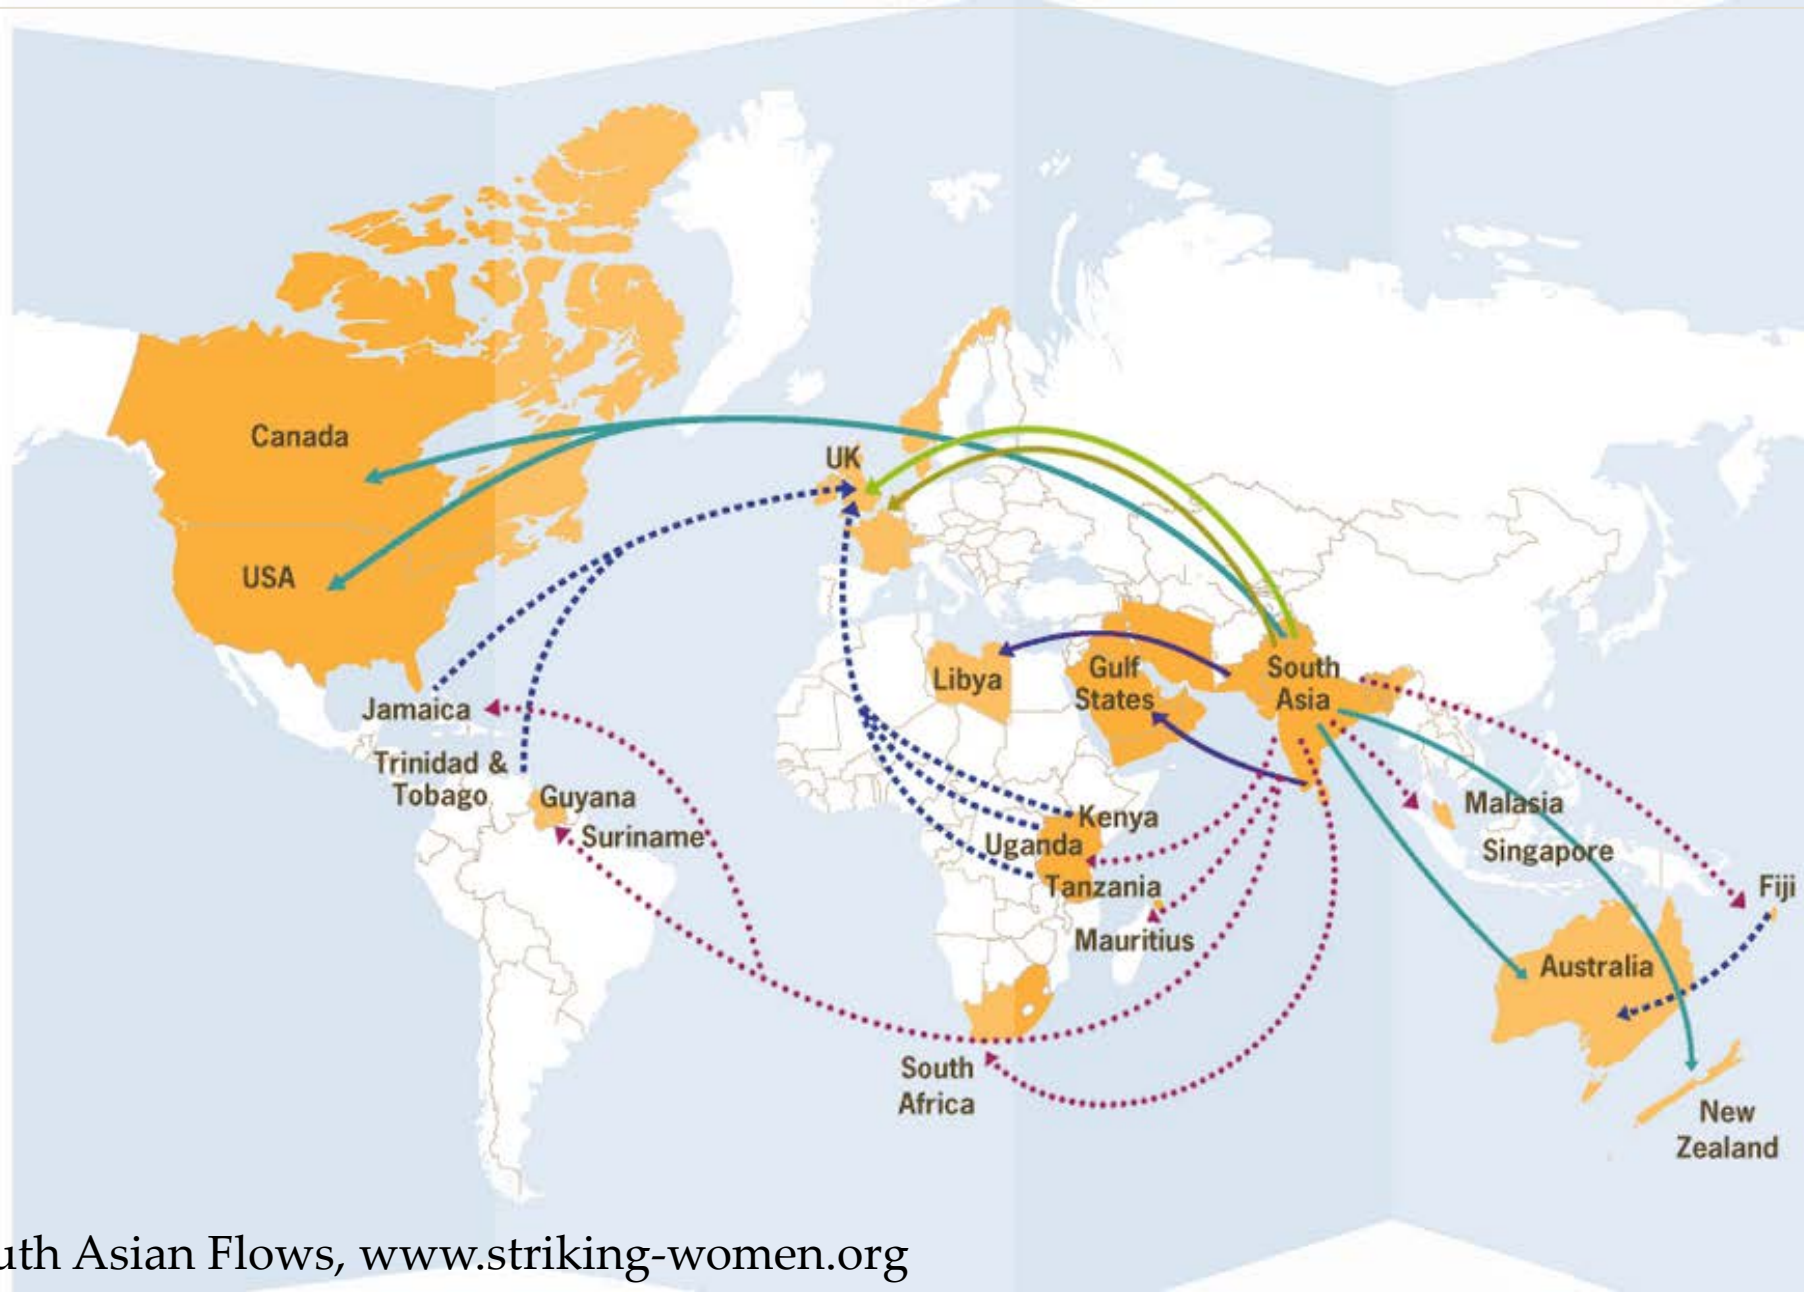 Canada
UK
USA
Libya
Gulf
States
South
Asia
Jamaica
Trinidad &
Tobago
Guyana
Suriname
Kenya
Uganda
Tanzania
Mauritius
Malasia
Singapore
Fiji
Australia
South
Africa
New
Zealand
uth Asian Flows, www.striking-women.org